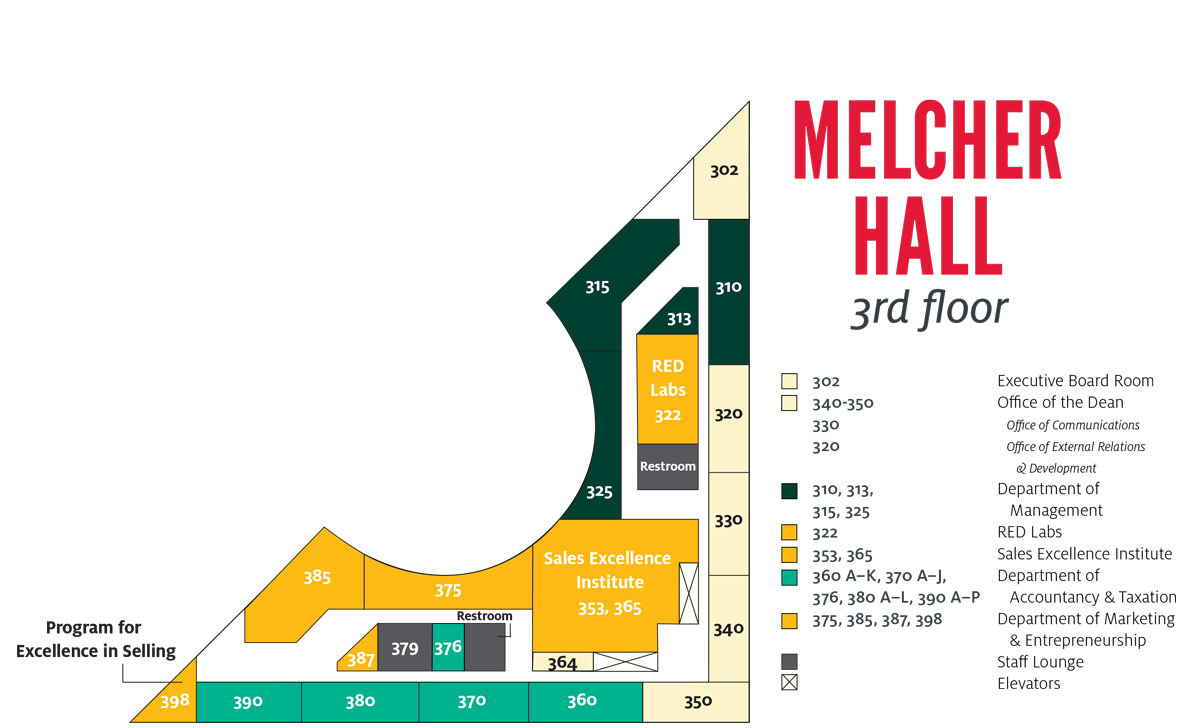 MELCHER
HALL
3rd floor
302
315
310
313
RED
Labs
322
320
Restroom
325
330
Sales Excellence
Institute
353, 365
385
375
Restroom
340
Program for
Excellence in Selling
387
379
376
364
398
390
380
370
360
350
302 Executive Board Room
340-350 Office of the Dean
330 Office of Communications
320 Office of External Relations
& Development
310, 313, Department of
315, 325 Management
322 RED Labs
353, 365 Sales Excellence Institute
360 A–K, 370 A–J, Department of
376, 380 A–L, 390 A–P Accountancy & Taxation
375, 385, 387, 398 Department of Marketing
& Entrepreneurship
Staff Lounge
Elevators